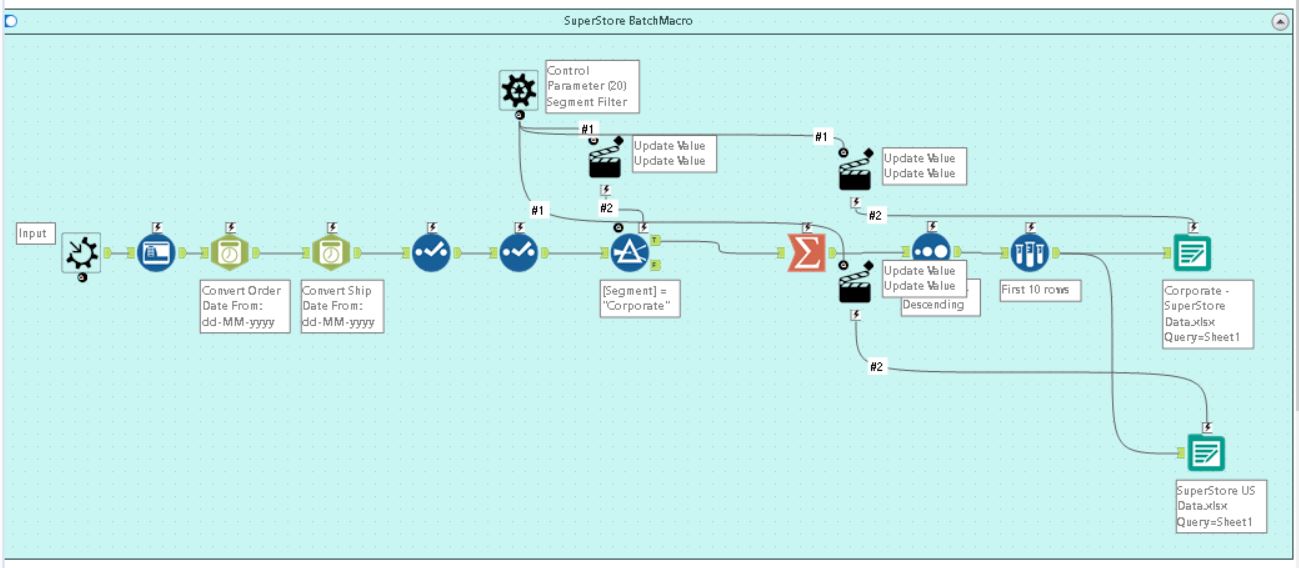 SuperStore BatchMacro
Control
Parameter (20)
Segment Filter
#1
#1
Update Value
Update Value
Update Value
Update Value
#1
#2
#2
Input
Convert Order
Date From:
dd-MM-yyyy
Convert Ship
Date From:
dd-MM-yyyy
T
F
[Segment] =
"Corporate"
Update Value
Update Value
Descending
First 10 rows
Corporate -
SuperStore
Data.xlsx
Query=Sheet1
#2
SuperStore US
Data.xlsx
Query=Sheet1